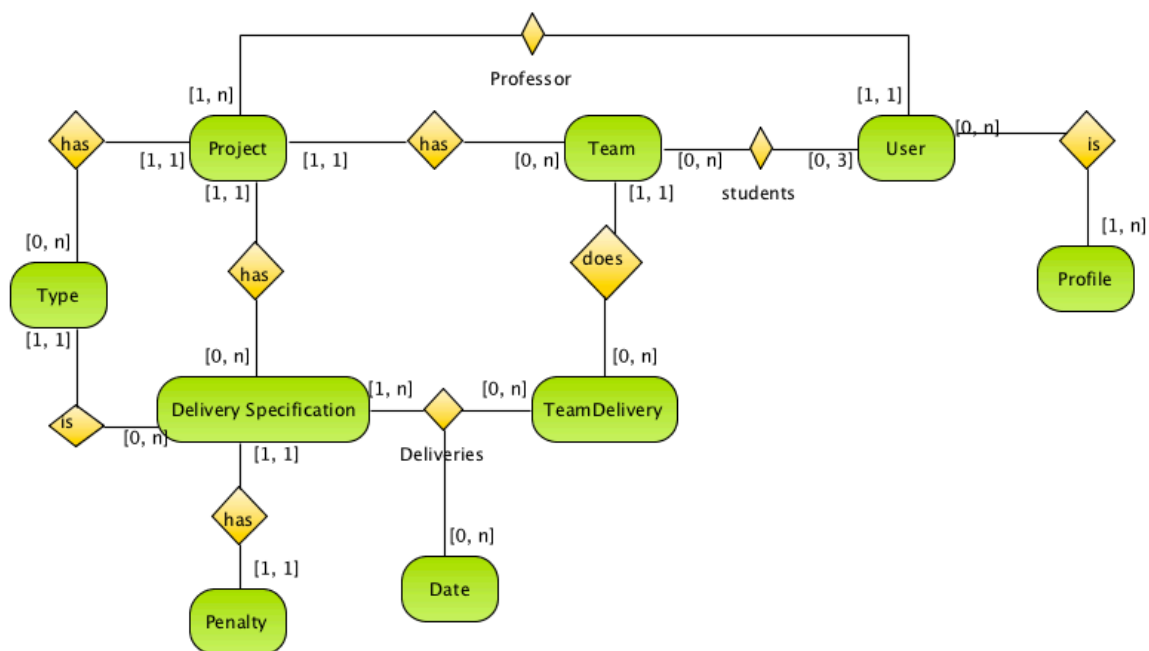 Professor
[1, n]
[1, 1]
has
Project
has
Team
User
[0, n]
is
[1, 1]
[1, 1]
[0, n]
[0, n]
[0, 3]
[1, 1]
[1, 1]
students
[0, n]
[1, n]
has
does
Type
Profile
[1, 1]
[0, n]
[0, n]
[1, n]
[0, n]
Delivery Specification
TeamDelivery
is
[0, n]
[1, 1]
Deliveries
has
[0, n]
[1, 1]
Date
Penalty